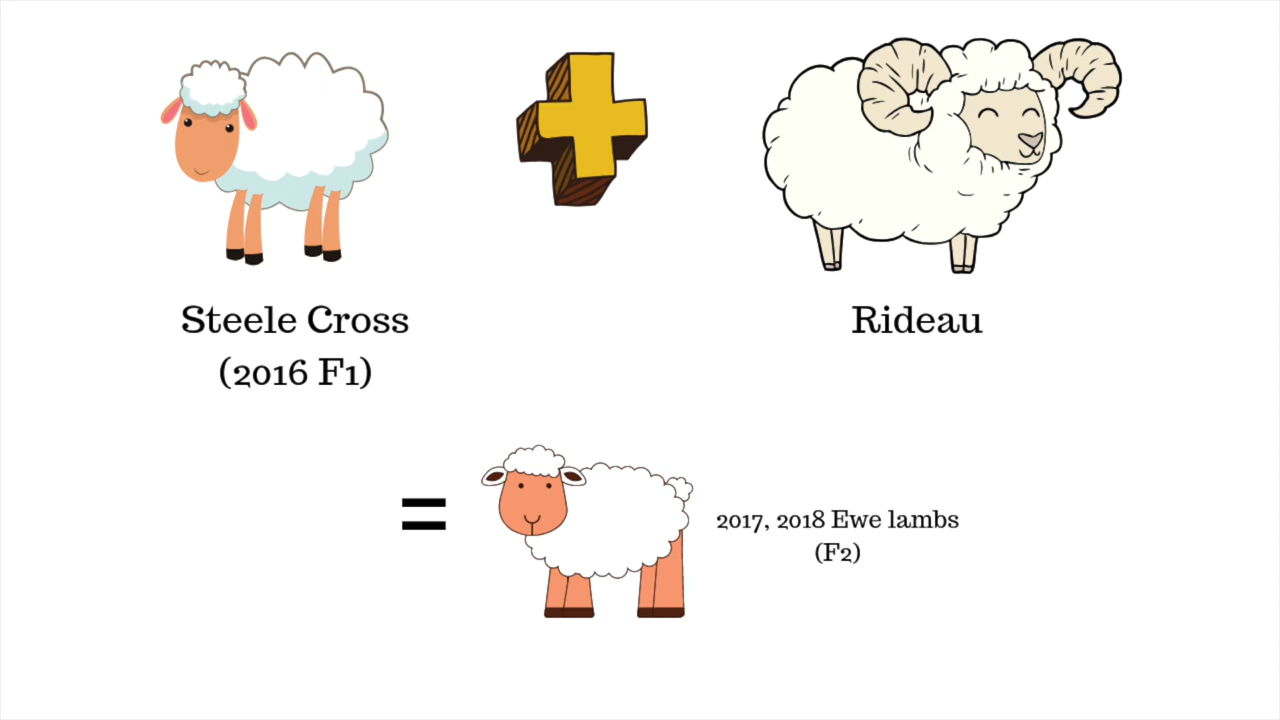 Steele Cross
(2016 F1)
Rideau
=
2017, 2018 Ewe lambs
(F2)